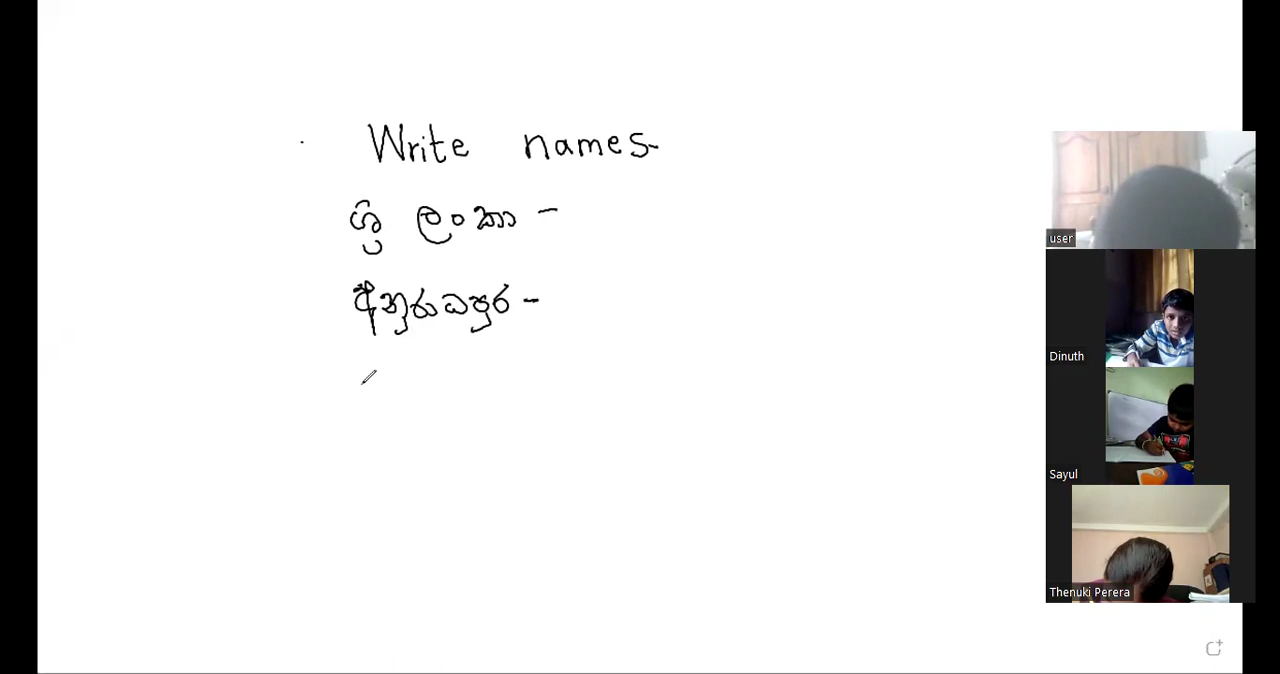 Write names-
ශ්‍රී ලංකා -
අනුරාධපුර -
user
Dinuth
Sayul
Thenuki Perera